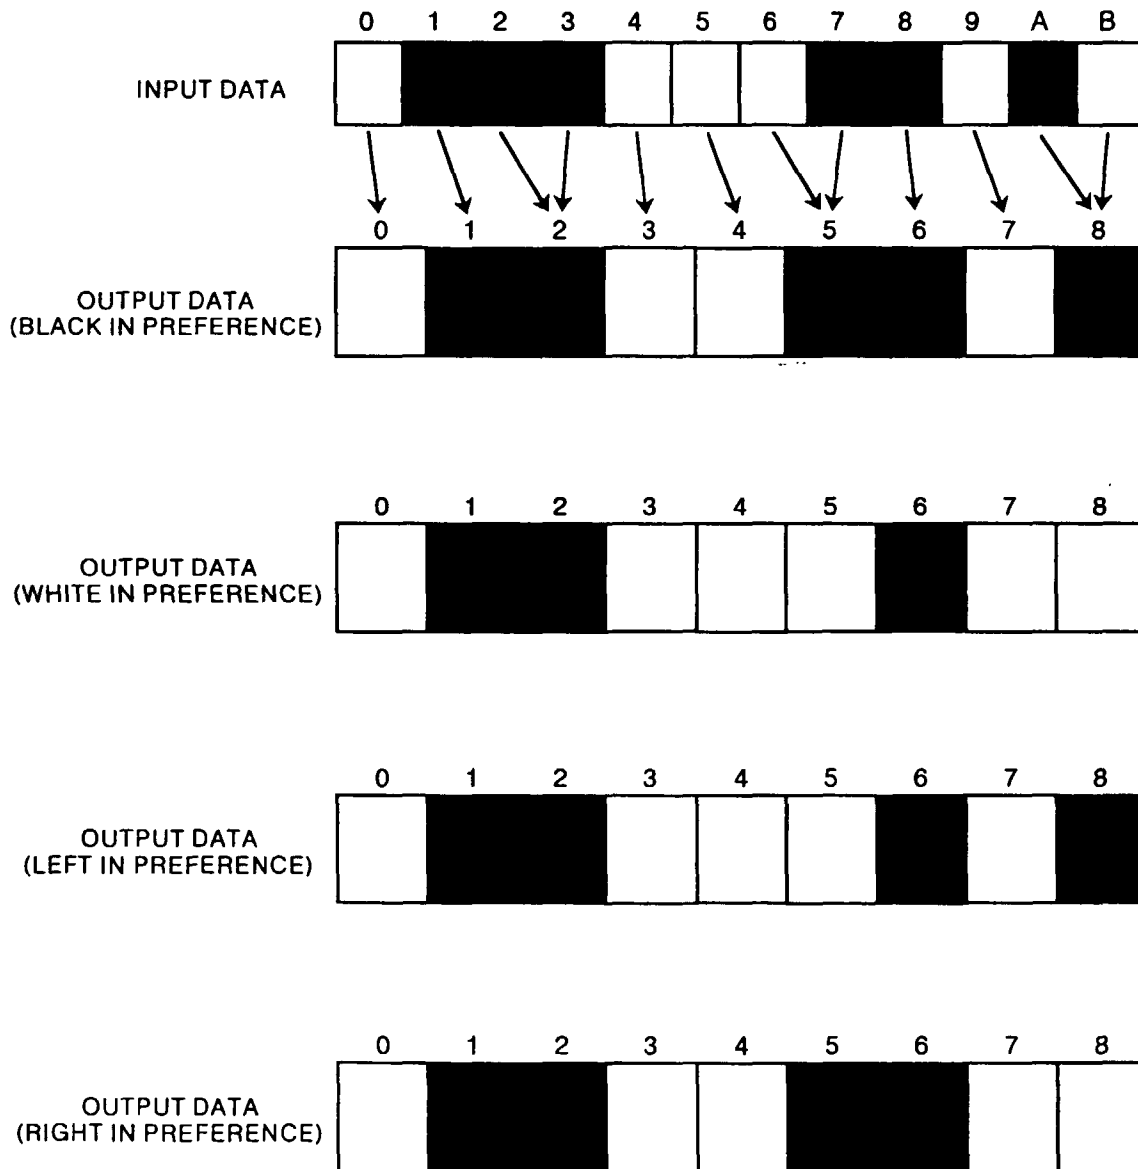 0 1 2 3 4 5 6 7 8 9 A B
INPUT DATA
0 1 2 3 4 5 6 7 8
OUTPUT DATA
(BLACK IN PREFERENCE)
0 1 2 3 4 5 6 7 8
OUTPUT DATA
(WHITE IN PREFERENCE)
0 1 2 3 4 5 6 7 8
OUTPUT DATA
(LEFT IN PREFERENCE)
0 1 2 3 4 5 6 7 8
OUTPUT DATA
(RIGHT IN PREFERENCE)